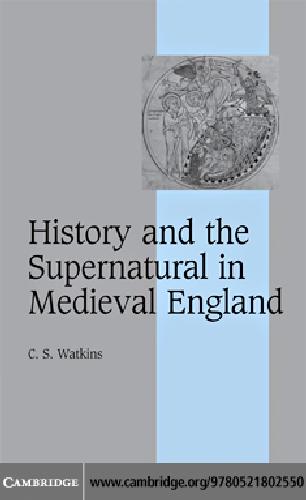 History and the
Supernatural in
Medieval England
C. S. Watkins
CAMBRIDGE
www.cambridge.org/9780521802550